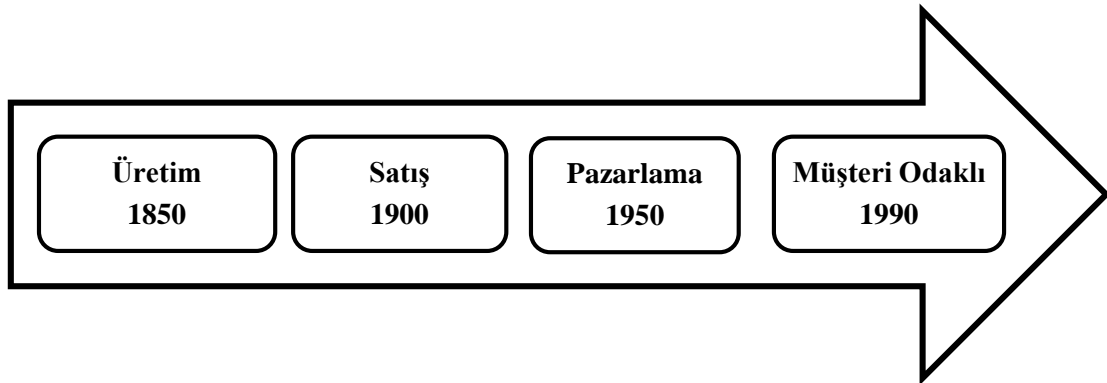 Üretim
1850
Satış
1900
Pazarlama
1950
Müşteri Odaklı
1990